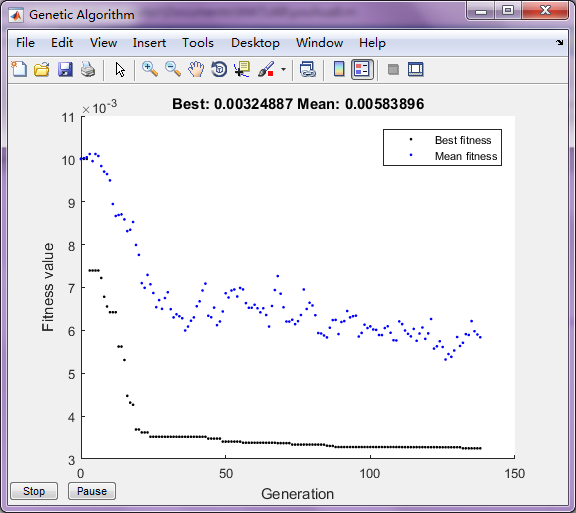 Genetic Algorithm
File Edit View Insert Tools Desktop Window Help
×10-3
Best: 0.00324887 Mean: 0.00583896
11
10
9
8
7
6
5
4
3
Fitness value
Best fitness
Mean fitness
0 50 100 150
Generation
Stop Pause